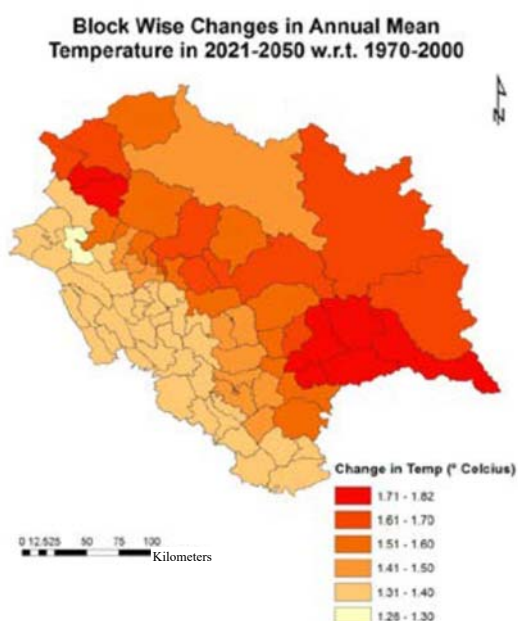 Block Wise Changes in Annual Mean
Temperature in 2021-2050 w.r.t. 1970-2000
N
Change in Temp (° Celcius)
1.71 - 1.82
1.61 - 1.70
1.51 - 1.60
1.41 - 1.50
1.31 - 1.40
1.26 - 1.30
0 12.525 50 75 100
Kilometers